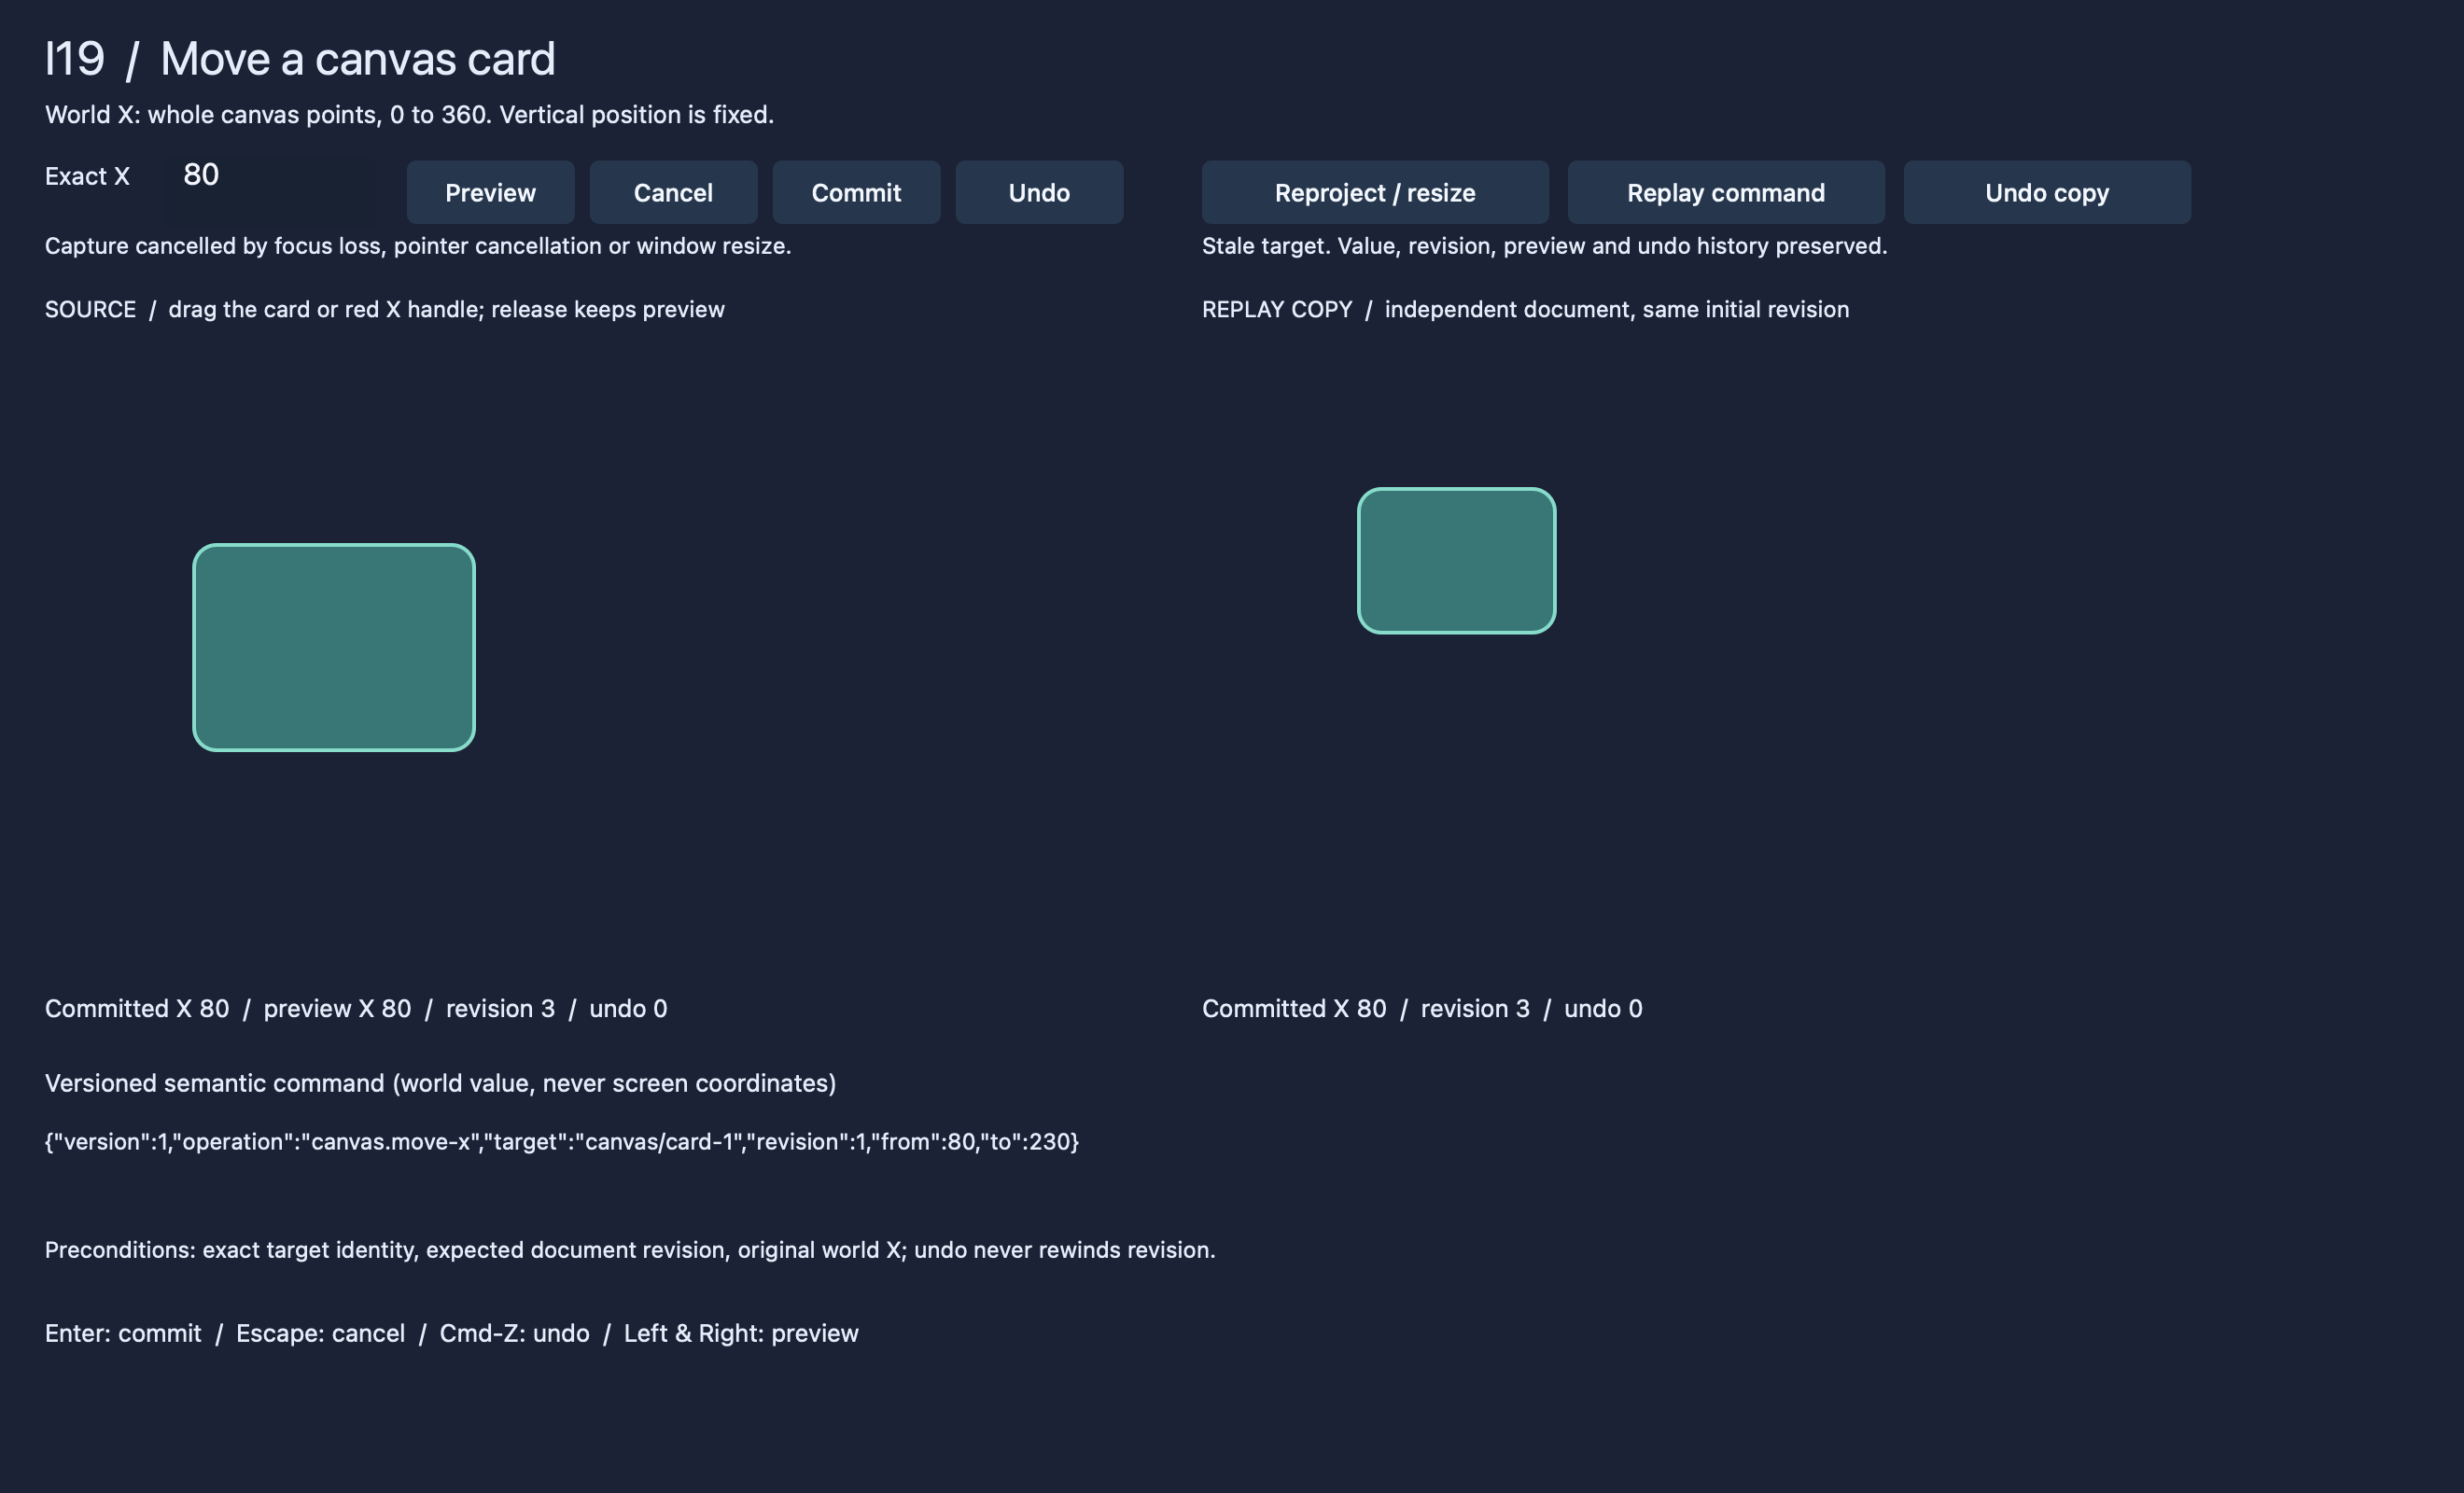 I19 / Move a canvas card
World X: whole canvas points, 0 to 360. Vertical position is fixed.
Exact X 80 Preview Cancel Commit Undo Reproject / resize Replay command Undo copy
Capture cancelled by focus loss, pointer cancellation or window resize.
Stale target. Value, revision, preview and undo history preserved.
SOURCE / drag the card or red X handle; release keeps preview
REPLAY COPY / independent document, same initial revision
Committed X 80 / preview X 80 / revision 3 / undo 0
Committed X 80 / revision 3 / undo 0
Versioned semantic command (world value, never screen coordinates)
{"version":1,"operation":"canvas.move-x","target":"canvas/card-1","revision":1,"from":80,"to":230}
Preconditions: exact target identity, expected document revision, original world X; undo never rewinds revision.
Enter: commit / Escape: cancel / Cmd-Z: undo / Left & Right: preview